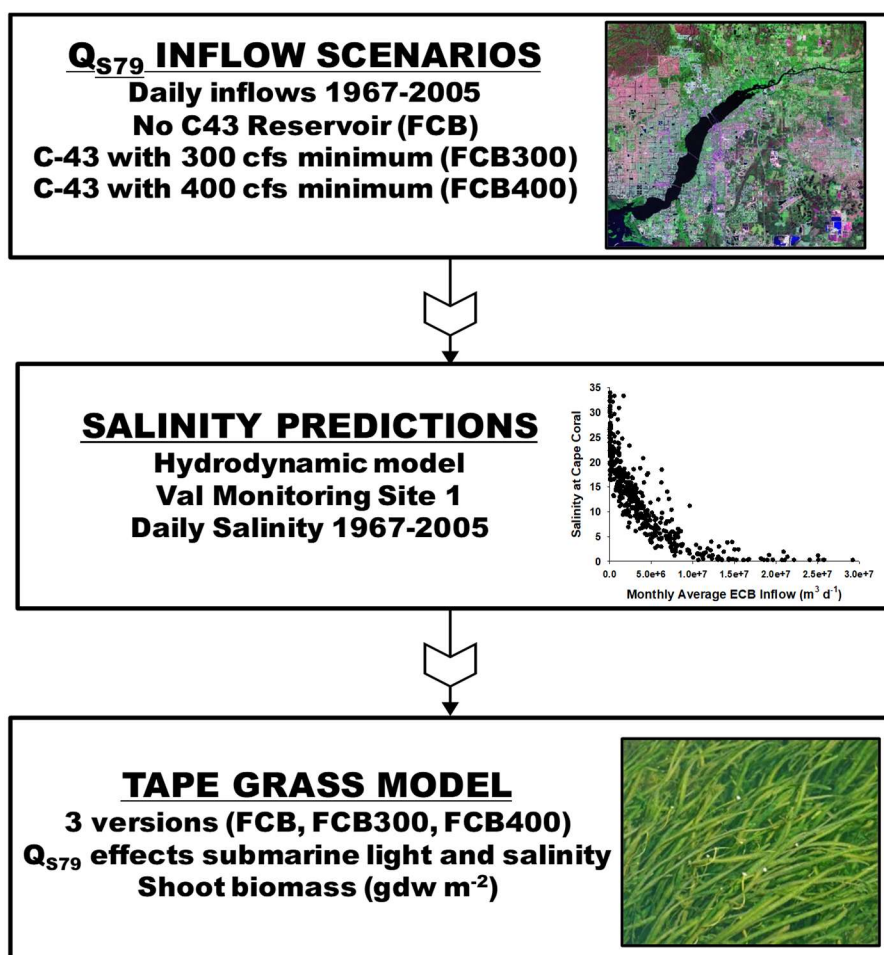 Q_S79 INFLOW SCENARIOS
Daily inflows 1967-2005
No C43 Reservoir (FCB)
C-43 with 300 cfs minimum (FCB300)
C-43 with 400 cfs minimum (FCB400)
SALINITY PREDICTIONS
Hydrodynamic model
Val Monitoring Site 1
Daily Salinity 1967-2005
Salinity at Cape Coral
35
30
25
20
15
10
5
0
0.0 5.0e+6 1.0e+7 1.5e+7 2.0e+7 2.5e+7 3.0e+7
Monthly Average ECB Inflow (m³ d⁻¹)
TAPE GRASS MODEL
3 versions (FCB, FCB300, FCB400)
Q_S79 effects submarine light and salinity
Shoot biomass (gdw m⁻²)